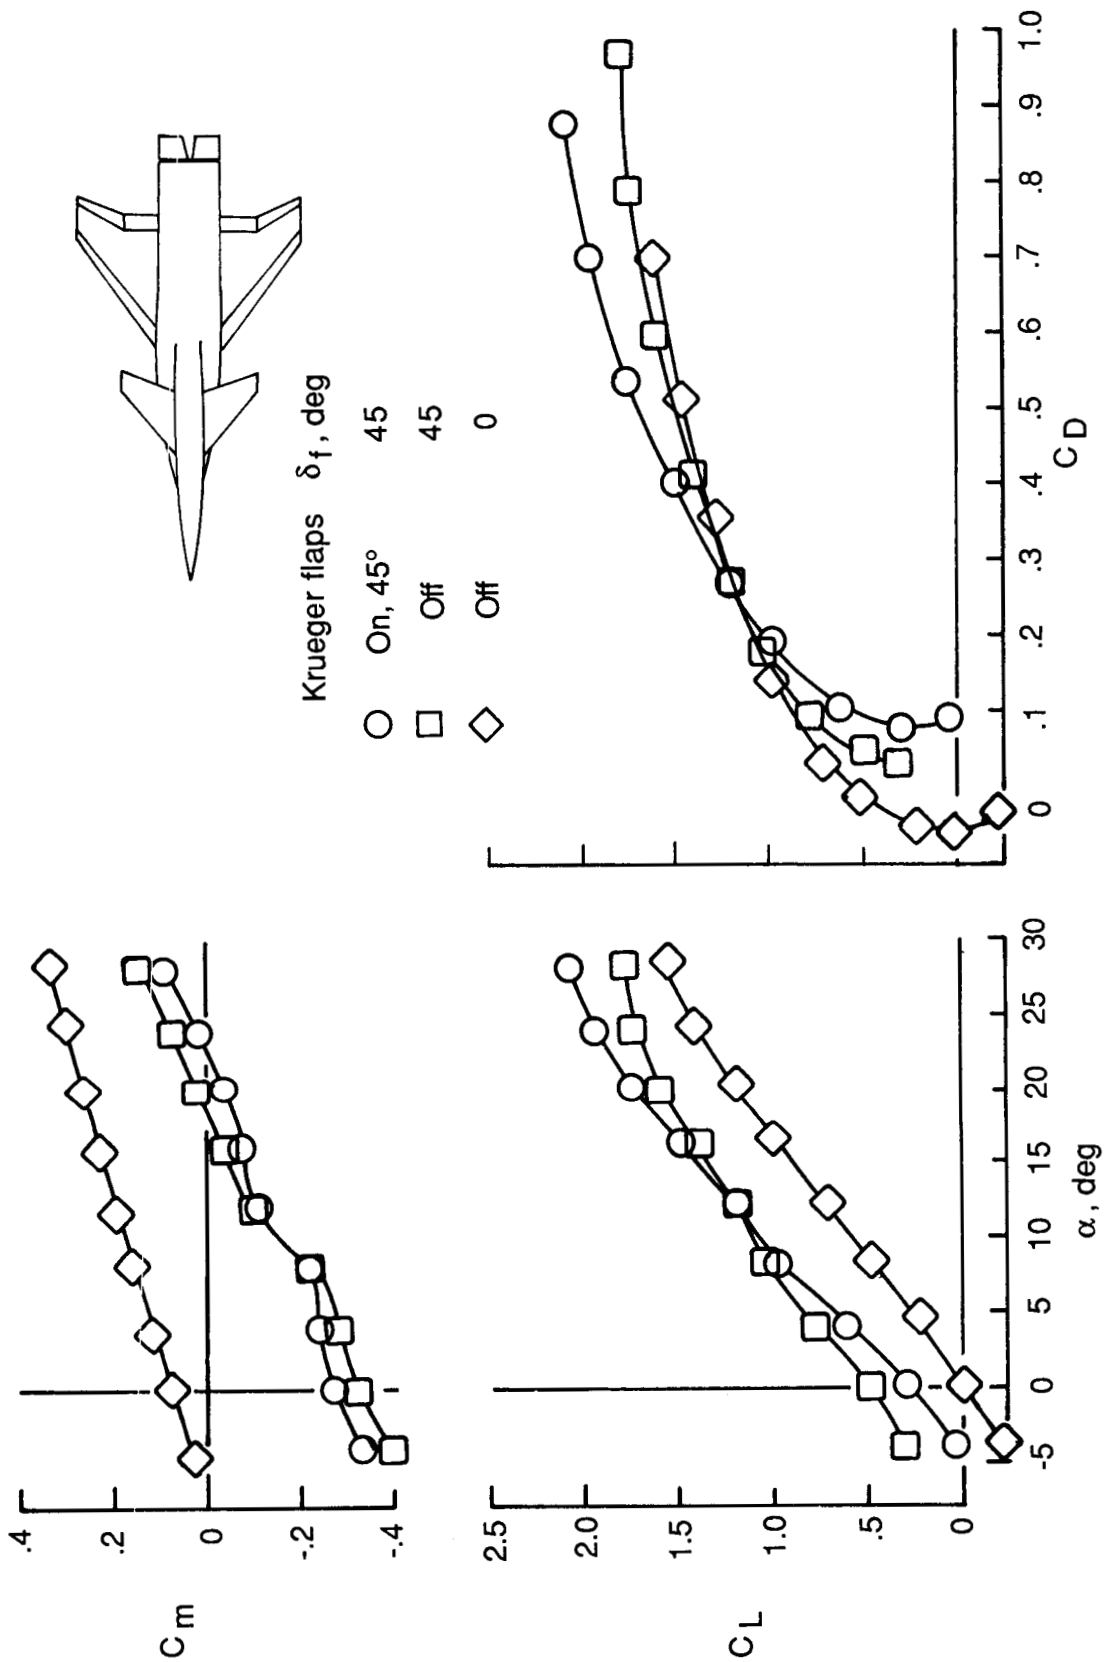 Krueger flaps δf, deg
On, 45° 45
Off 45
Off 0
Cm
.4
.2
0
-.2
-.4
CL
2.5
2.0
1.5
1.0
.5
0
-5 0 5 10 15 20 25 30
α, deg
0 .1 .2 .3 .4 .5 .6 .7 .8 .9 1.0
CD